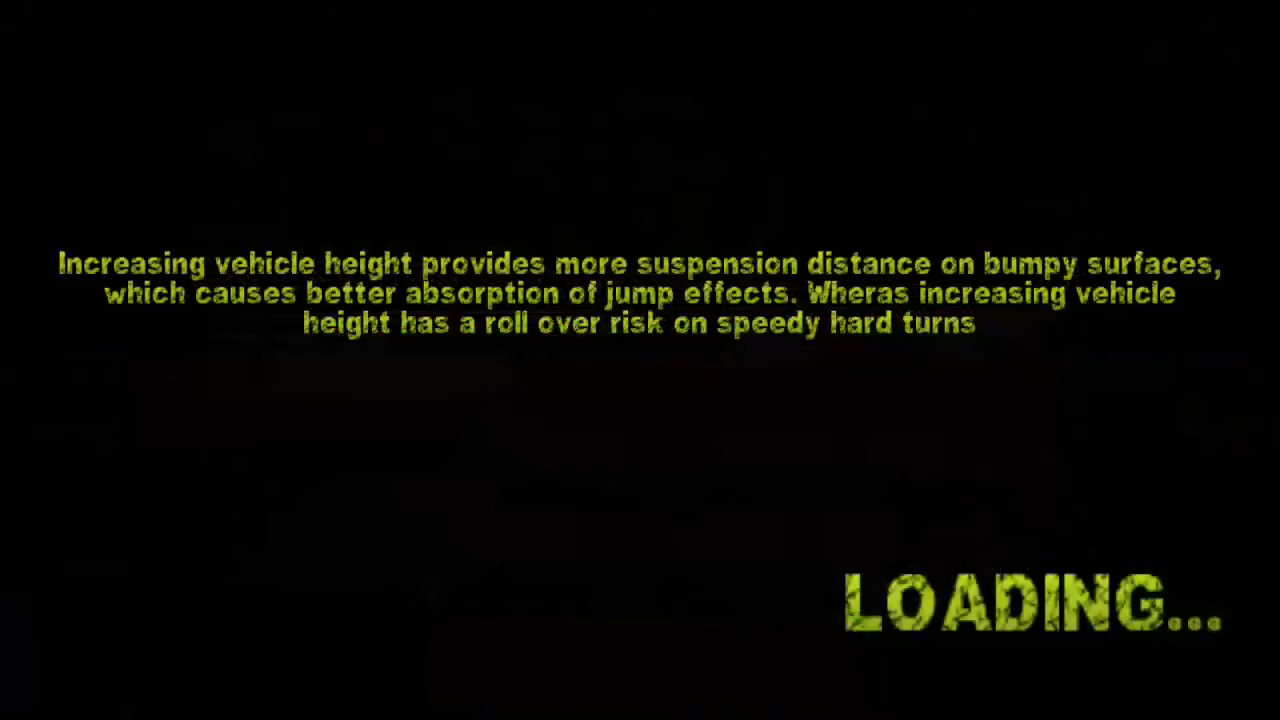 Increasing vehicle height provides more suspension distance on bumpy surfaces,
which causes better absorption of jump effects. Wheras increasing vehicle
height has a roll over risk on speedy hard turns
LOADING...